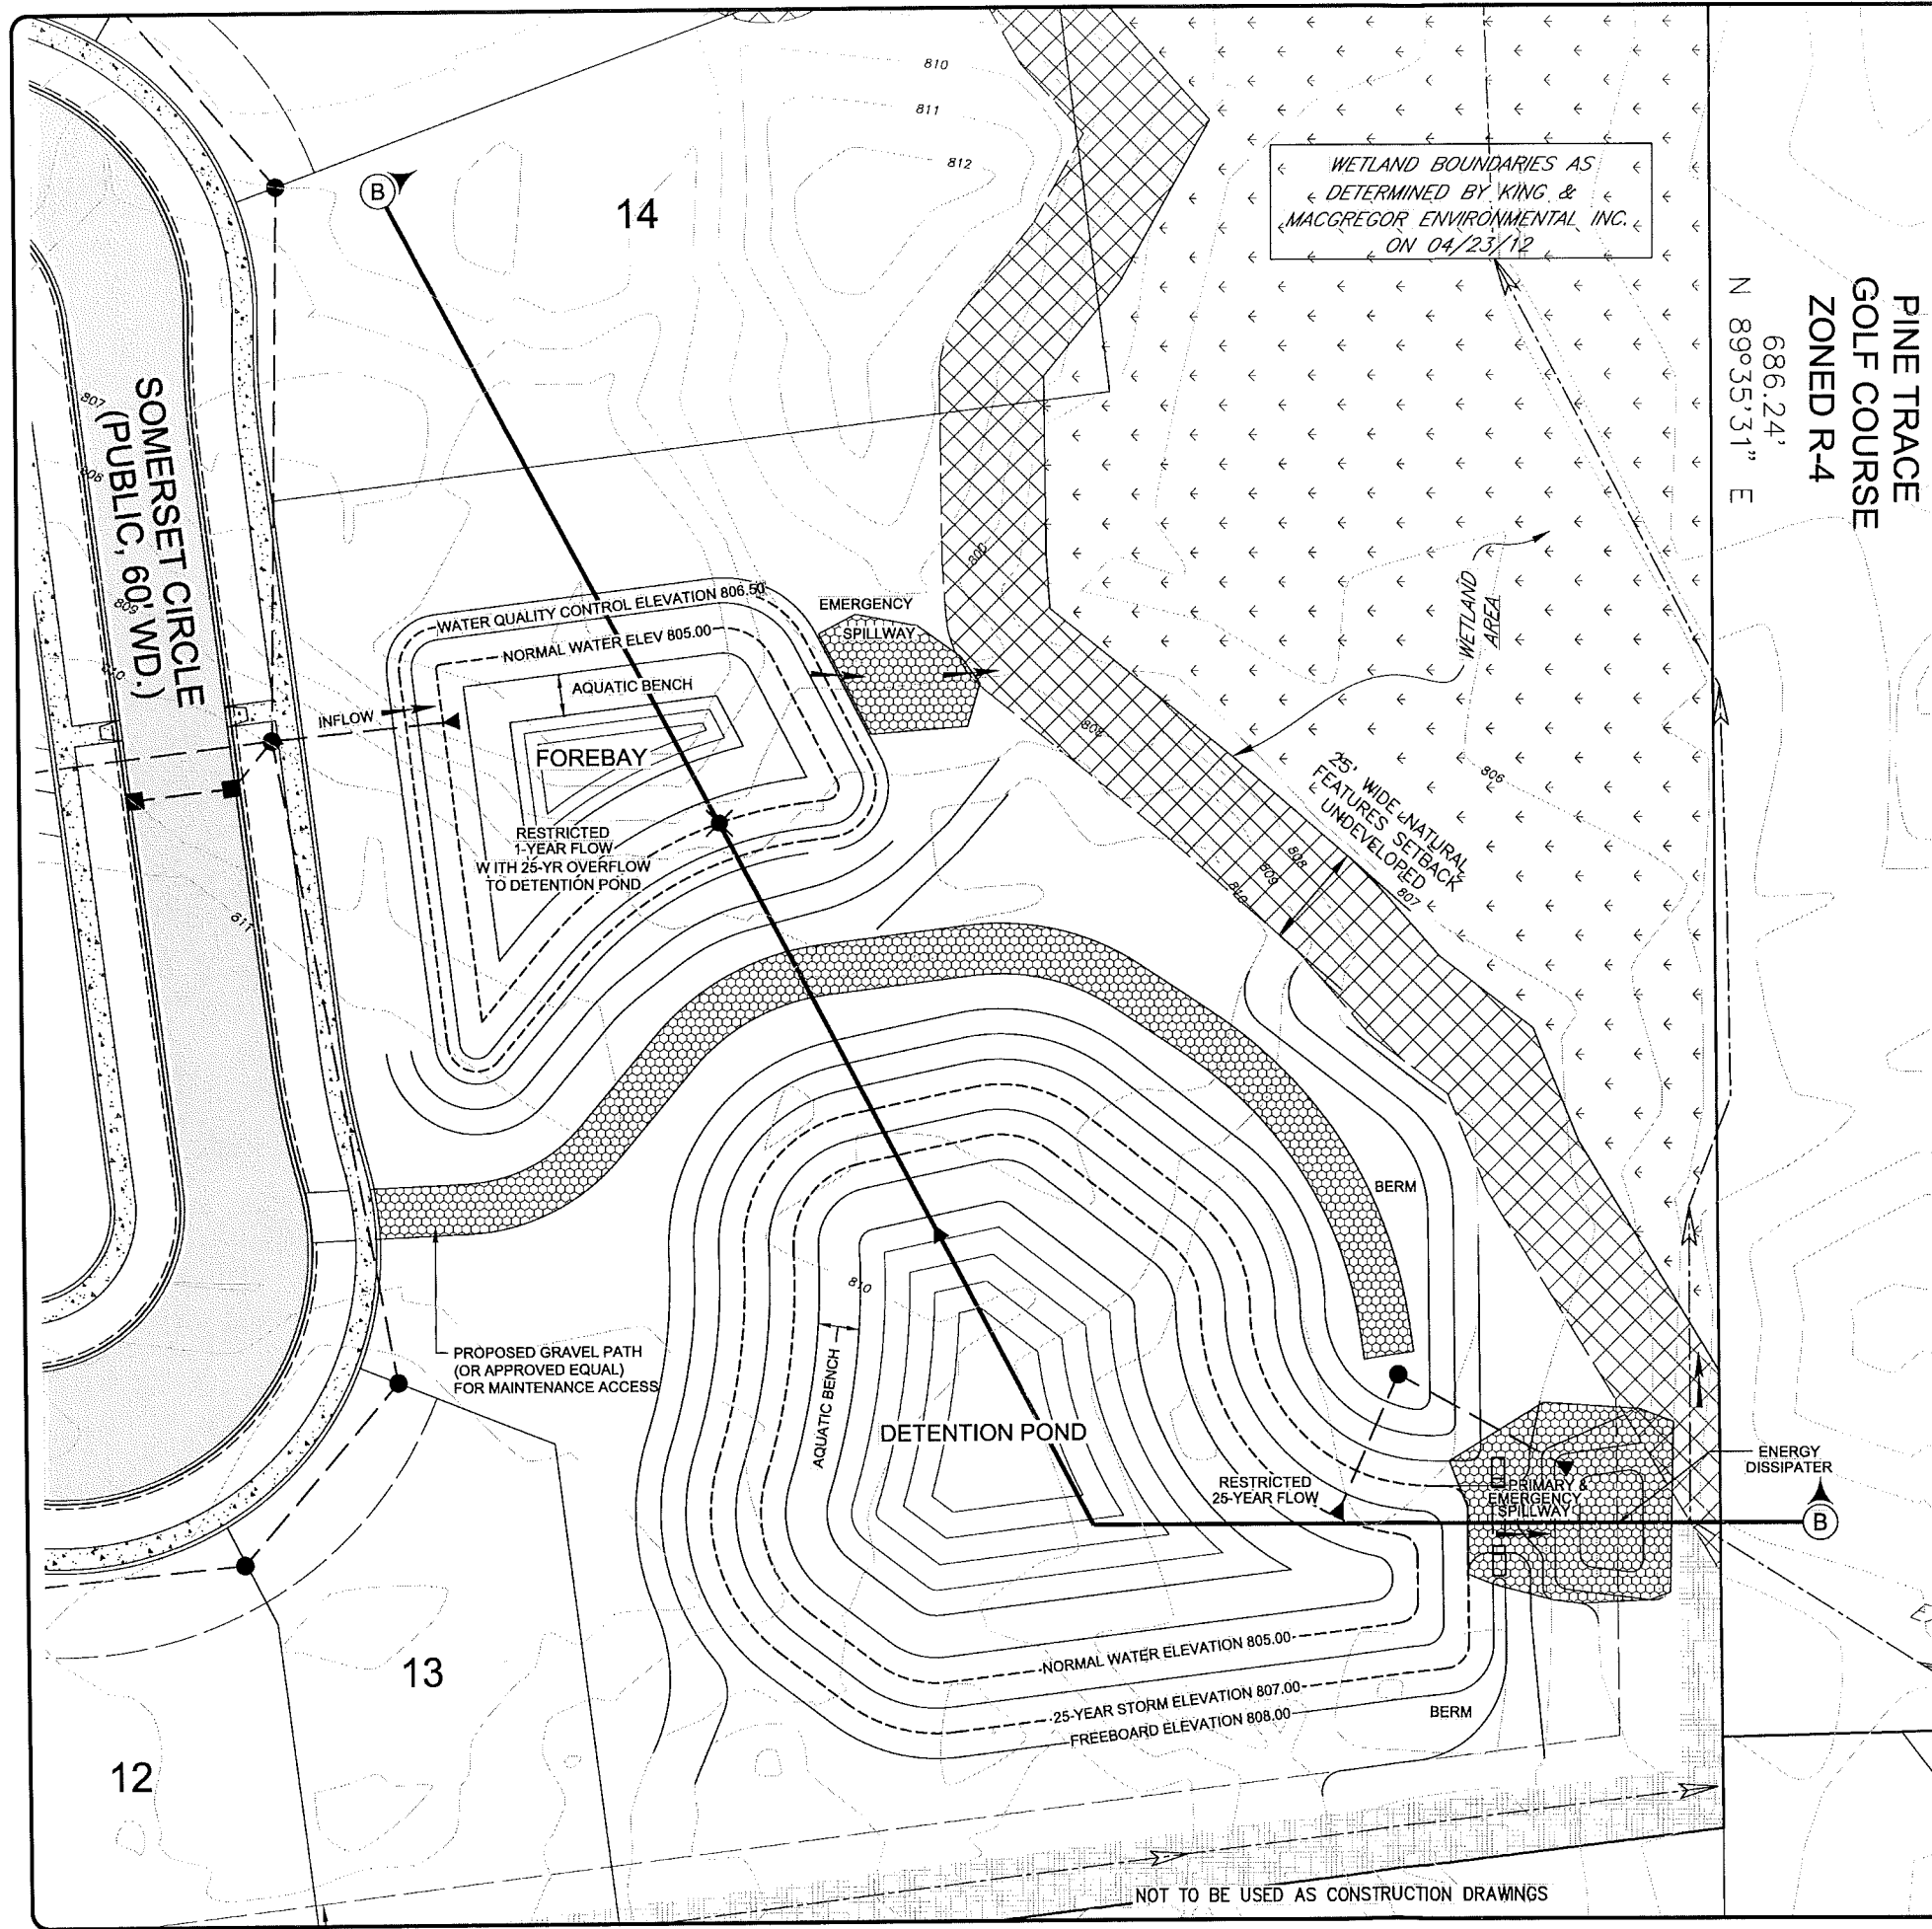 810
811
812
B
14
WETLAND BOUNDARIES AS
DETERMINED BY KING &
MACGREGOR ENVIRONMENTAL INC.
ON 04/23/12
PINE TRACE
GOLF COURSE
ZONED R-4
686.24'
N 89°35'31" E
SOMERSET CIRCLE
(PUBLIC, 60' WD.)
807
808
809
810
811
WATER QUALITY CONTROL ELEVATION 806.50
NORMAL WATER ELEV 805.00
AQUATIC BENCH
INFLOW
FOREBAY
EMERGENCY
SPILLWAY
RESTRICTED
1-YEAR FLOW
WITH 25-YR OVERFLOW
TO DETENTION POND
WETLAND
AREA
808
806
25' WIDE NATURAL
FEATURES SETBACK
UNDEVELOPED
808
809
810
807
BERM
810
PROPOSED GRAVEL PATH
(OR APPROVED EQUAL)
FOR MAINTENANCE ACCESS
AQUATIC BENCH
DETENTION POND
RESTRICTED
25-YEAR FLOW
PRIMARY &
EMERGENCY
SPILLWAY
ENERGY
DISSIPATER
B
NORMAL WATER ELEVATION 805.00
25-YEAR STORM ELEVATION 807.00
FREEBOARD ELEVATION 808.00
BERM
13
12
NOT TO BE USED AS CONSTRUCTION DRAWINGS